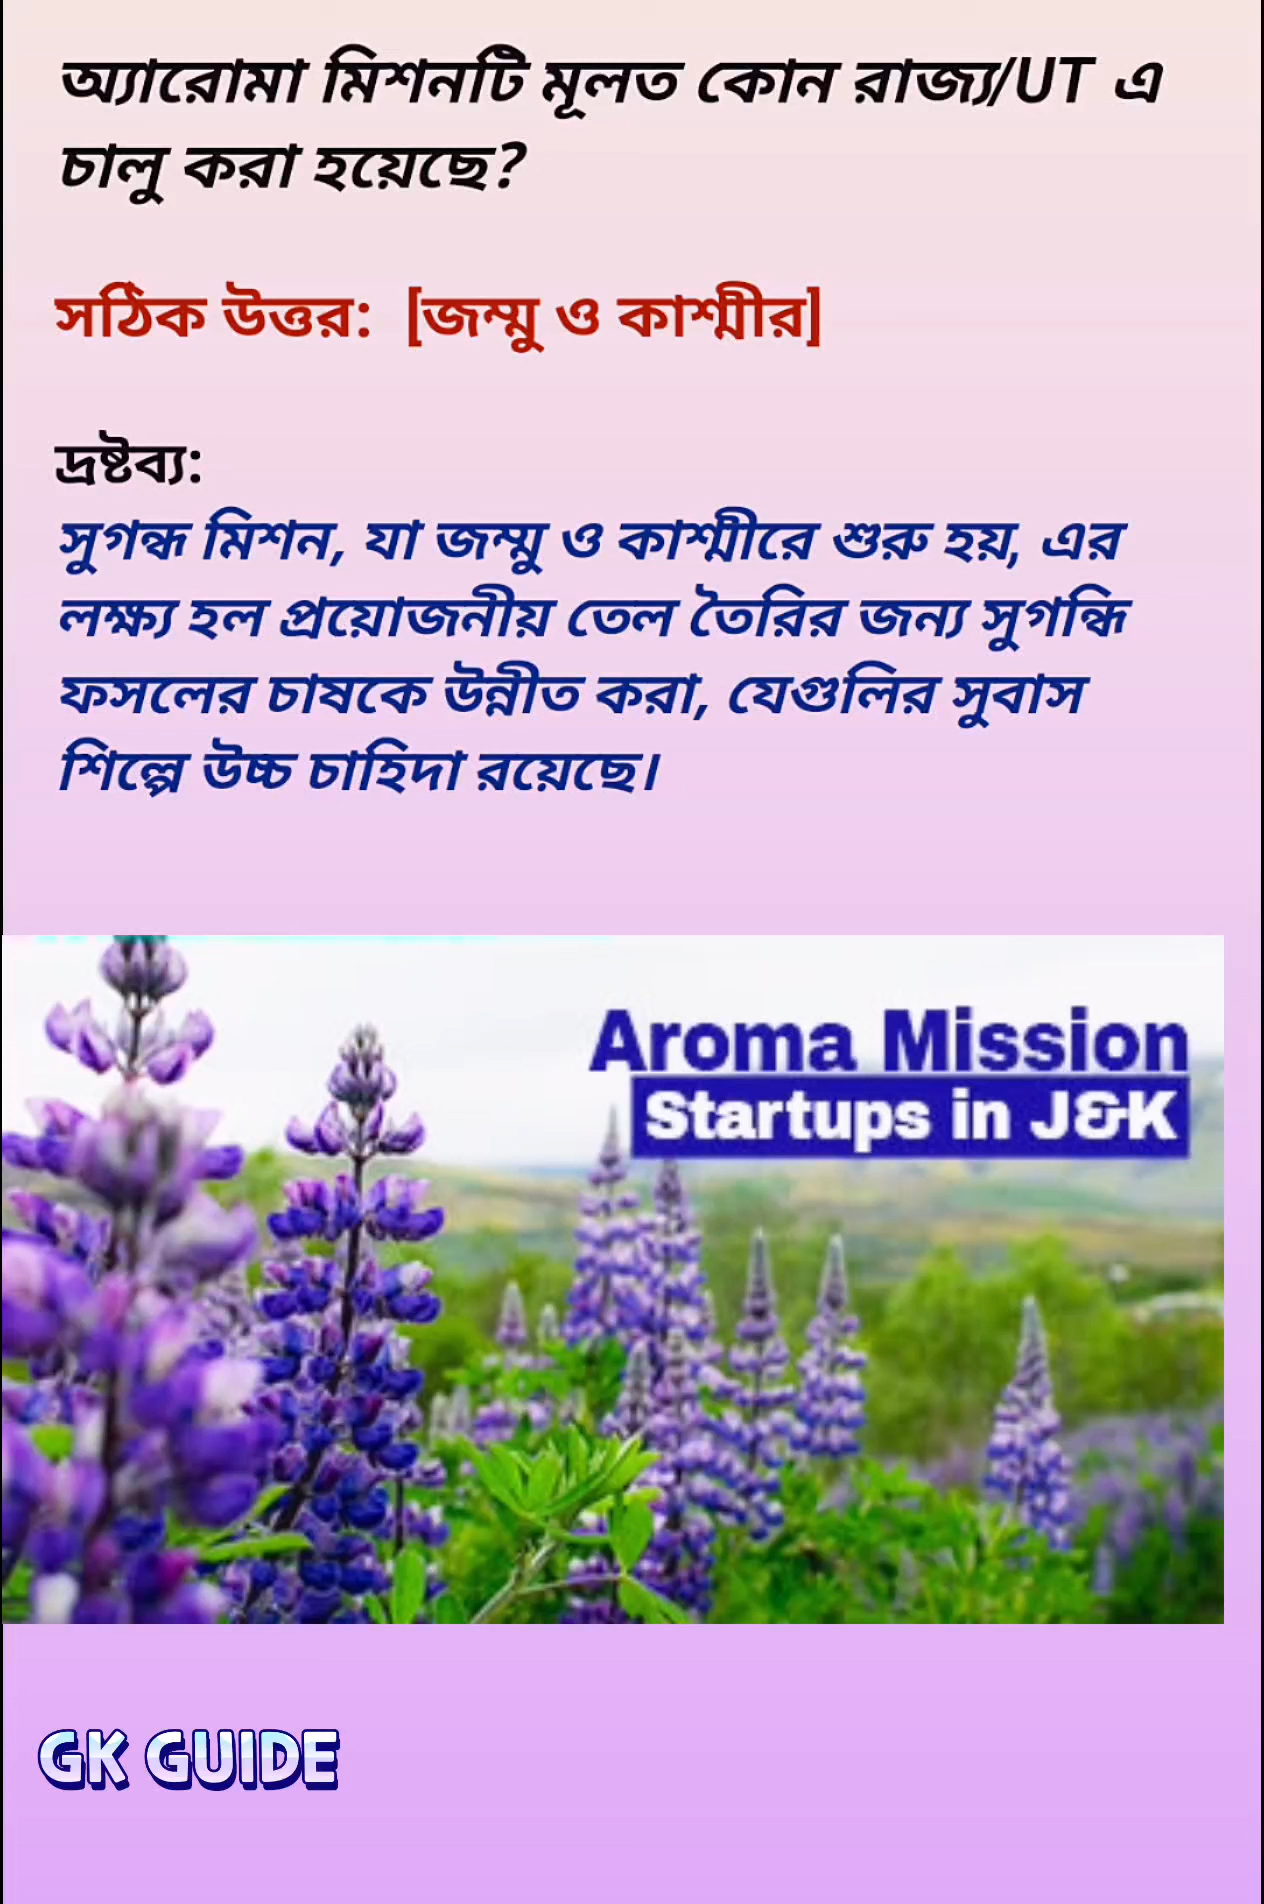 অ্যারোমা মিশনটি মূলত কোন রাজ্য/UT এ
চালু করা হয়েছে?
সঠিক উত্তর: [জম্মু ও কাশ্মীর]
দ্রষ্টব্য:
সুগন্ধ মিশন, যা জম্মু ও কাশ্মীরে শুরু হয়, এর
লক্ষ্য হল প্রয়োজনীয় তেল তৈরির জন্য সুগন্ধি
ফসলের চাষকে উন্নীত করা, যেগুলির সুবাস
শিল্পে উচ্চ চাহিদা রয়েছে।
Aroma Mission
Startups in J&K
GK GUIDE